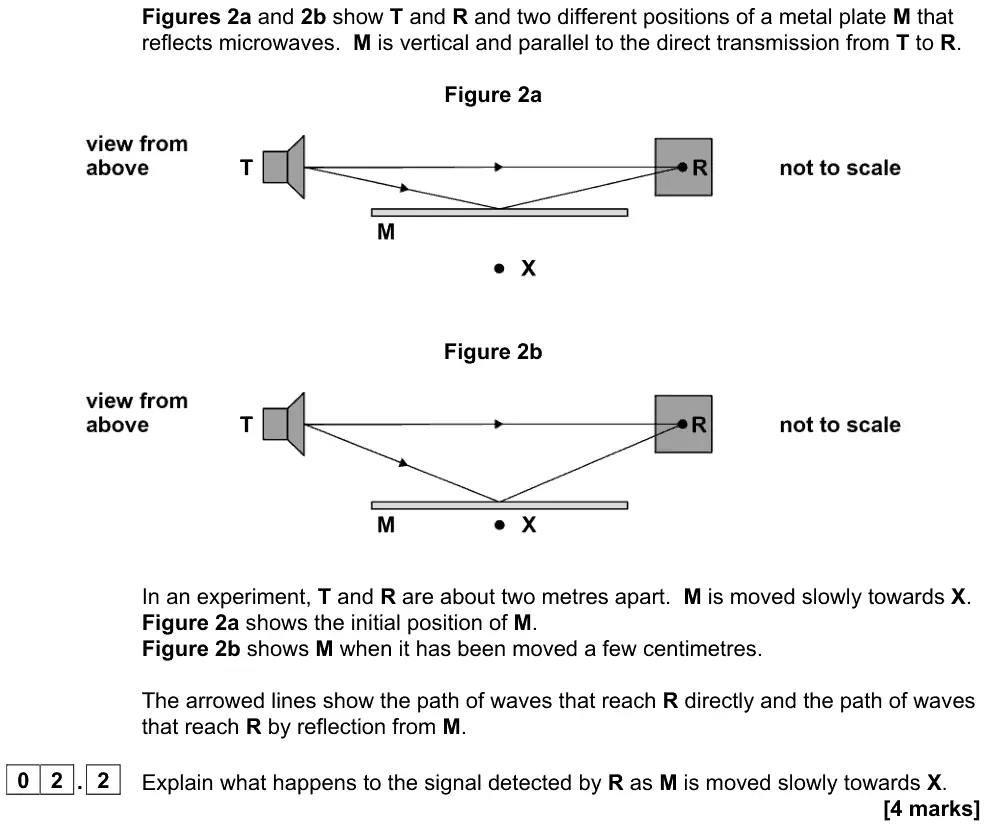 Figures 2a and 2b show T and R and two different positions of a metal plate M that
reflects microwaves. M is vertical and parallel to the direct transmission from T to R.
Figure 2a
view from
above
T
R
not to scale
M
X
Figure 2b
view from
above
T
R
not to scale
M
X
In an experiment, T and R are about two metres apart. M is moved slowly towards X.
Figure 2a shows the initial position of M.
Figure 2b shows M when it has been moved a few centimetres.
The arrowed lines show the path of waves that reach R directly and the path of waves
that reach R by reflection from M.
0 2 . 2 Explain what happens to the signal detected by R as M is moved slowly towards X.
[4 marks]